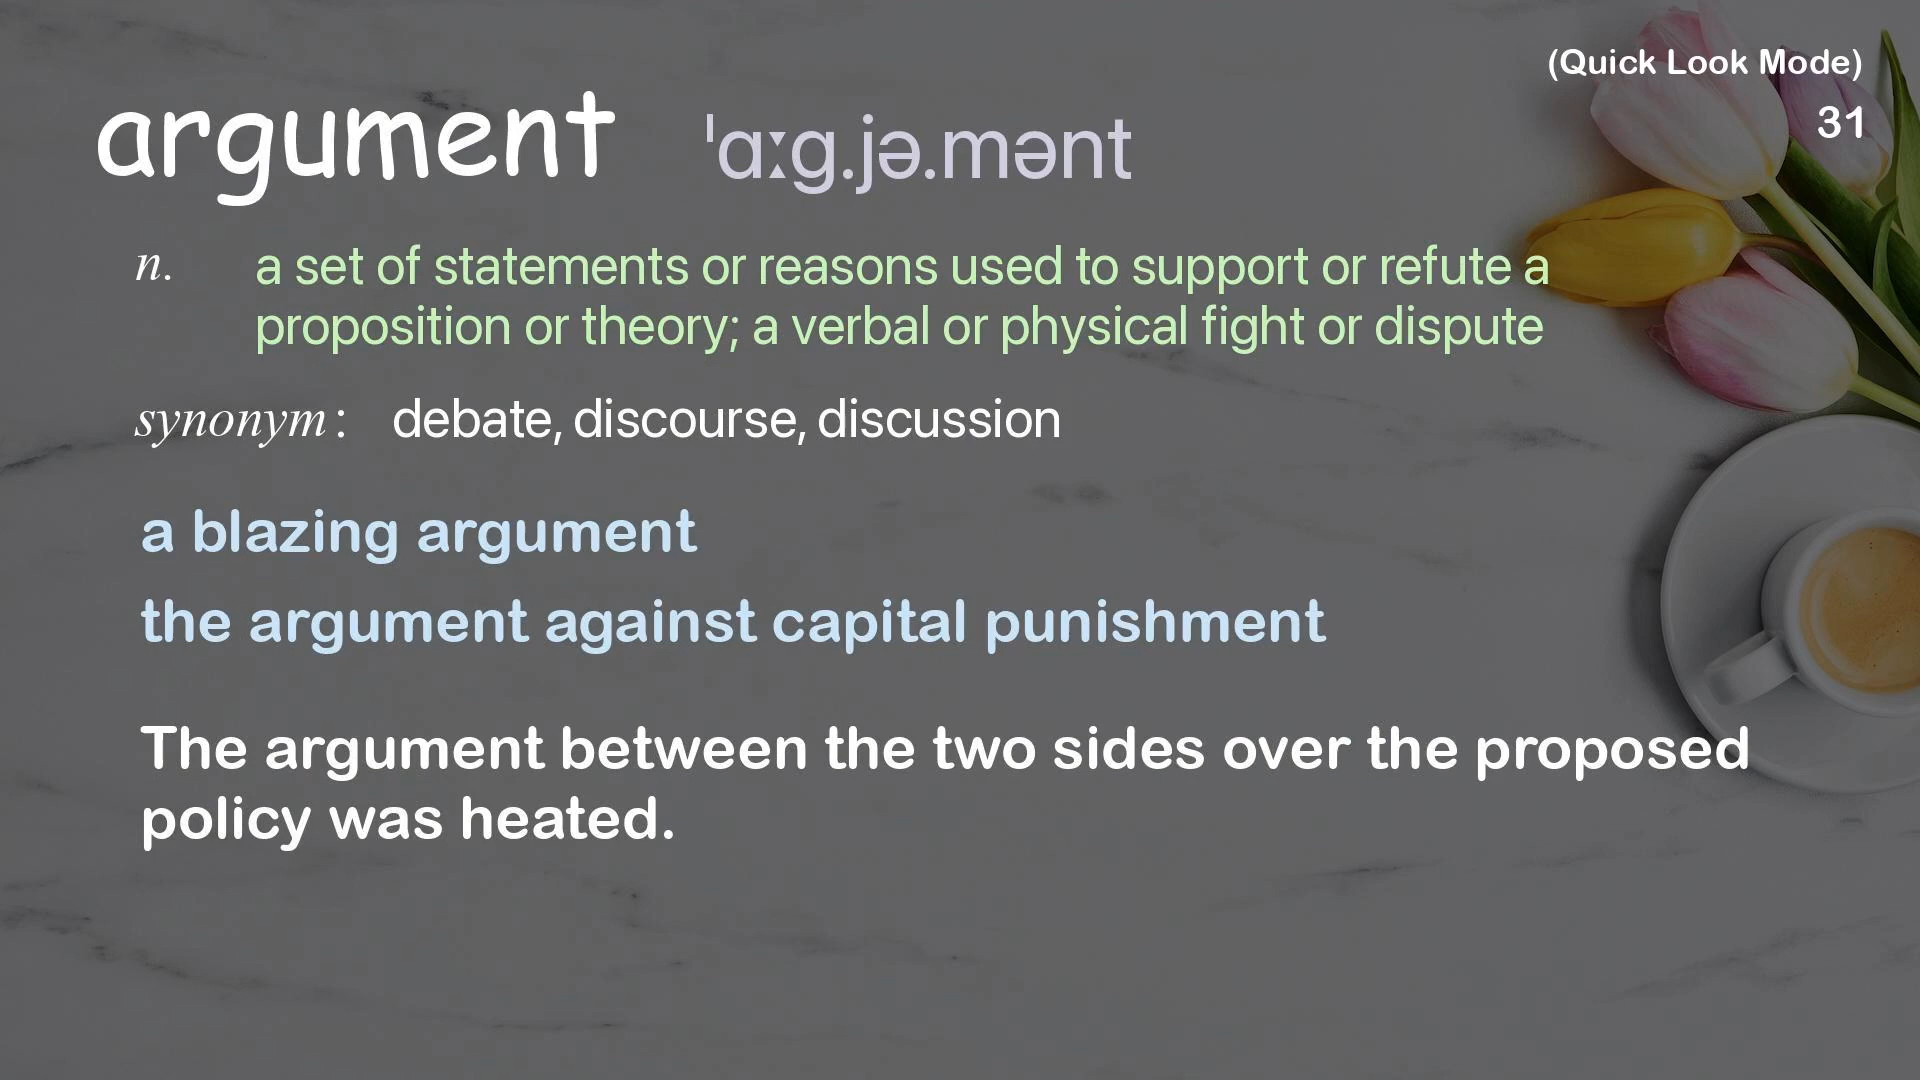 (Quick Look Mode)
31
argument ˈɑːɡ.jə.mənt
n. a set of statements or reasons used to support or refute a
proposition or theory; a verbal or physical fight or dispute
synonym: debate, discourse, discussion
a blazing argument
the argument against capital punishment
The argument between the two sides over the proposed
policy was heated.